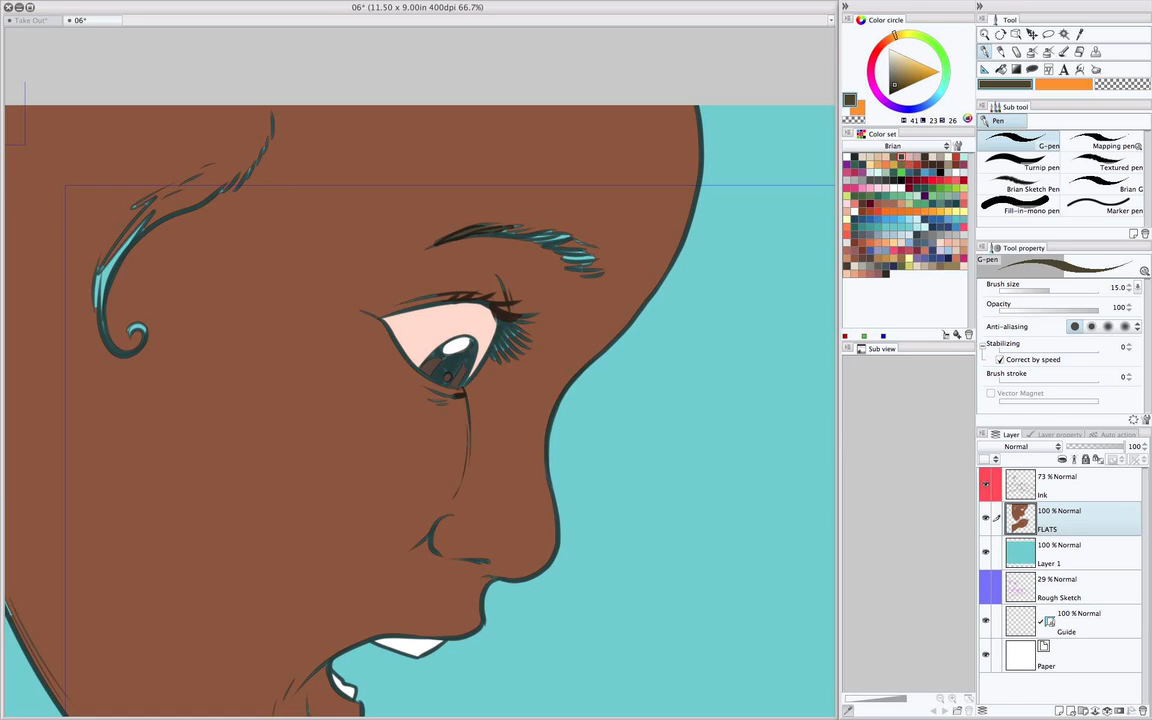 06* (11.50 x 9.00in 400dpi 66.7%)
Take Out*
06*
Color circle
41 23 26
Color set
Brian
Sub view
Tool
Sub tool
Pen
G-pen
Mapping pen
Turnip pen
Textured pen
Brian Sketch Pen
Brian G
Fill-in-mono pen
Marker pen
Tool property
G-pen
Brush size
15.0
Opacity
100
Anti-aliasing
Stabilizing
0
Correct by speed
Brush stroke
0
Vector Magnet
Layer
Layer property
Auto action
Normal
100
73 % Normal
Ink
100 % Normal
FLATS
100 % Normal
Layer 1
29 % Normal
Rough Sketch
100 % Normal
Guide
Paper